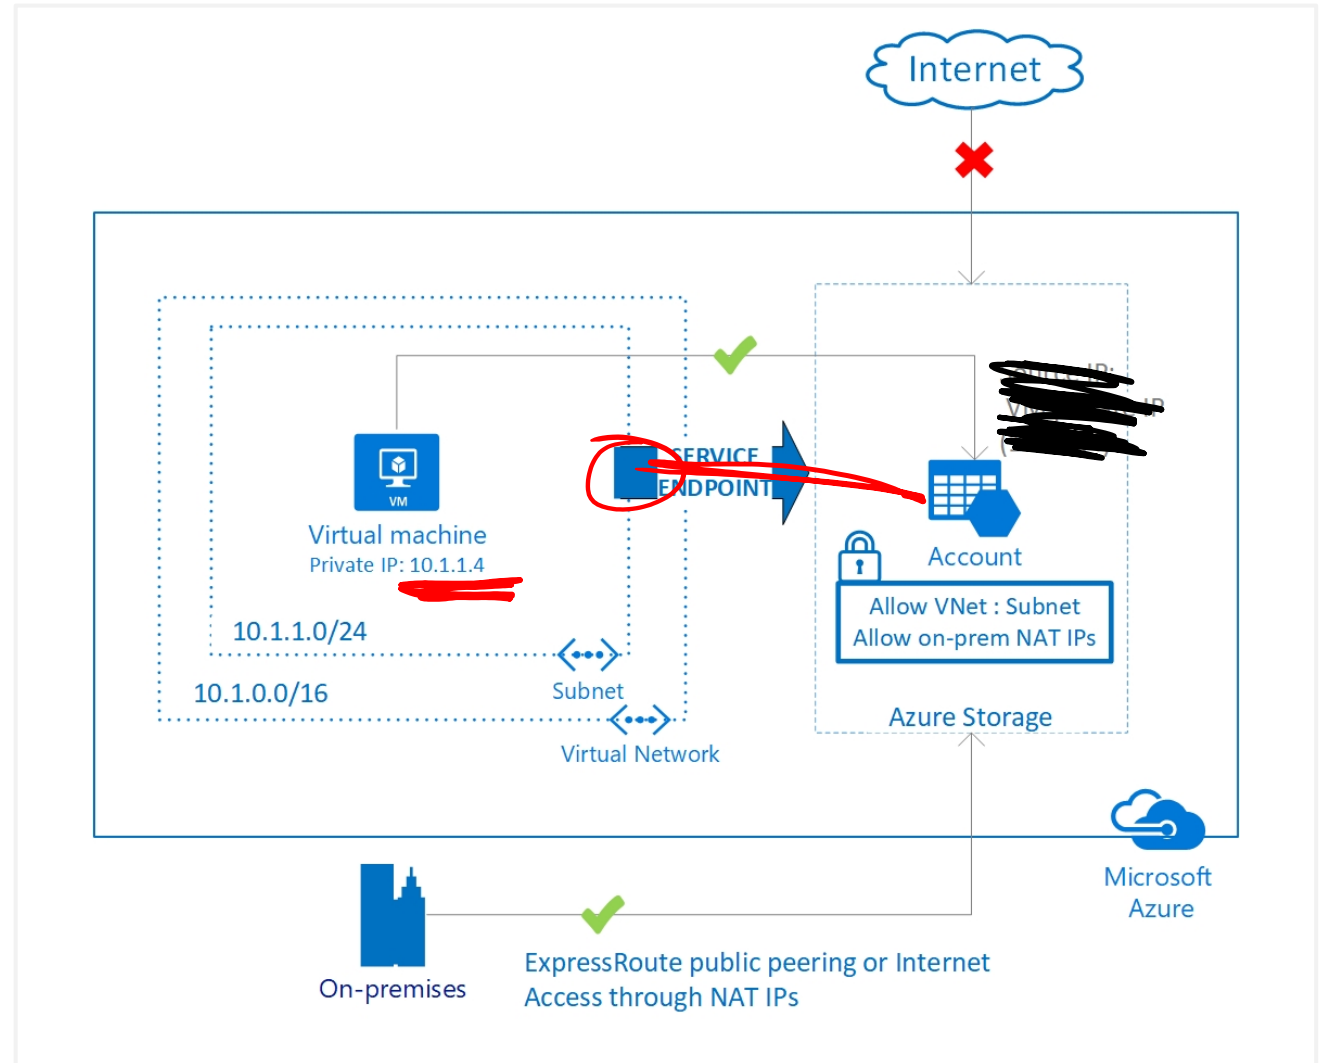 Internet
SERVICE
ENDPOINT
VM
Virtual machine
Private IP: 10.1.1.4
Account
Allow VNet : Subnet
Allow on-prem NAT IPs
10.1.1.0/24
Subnet
10.1.0.0/16
Azure Storage
Virtual Network
Microsoft
Azure
On-premises
ExpressRoute public peering or Internet
Access through NAT IPs